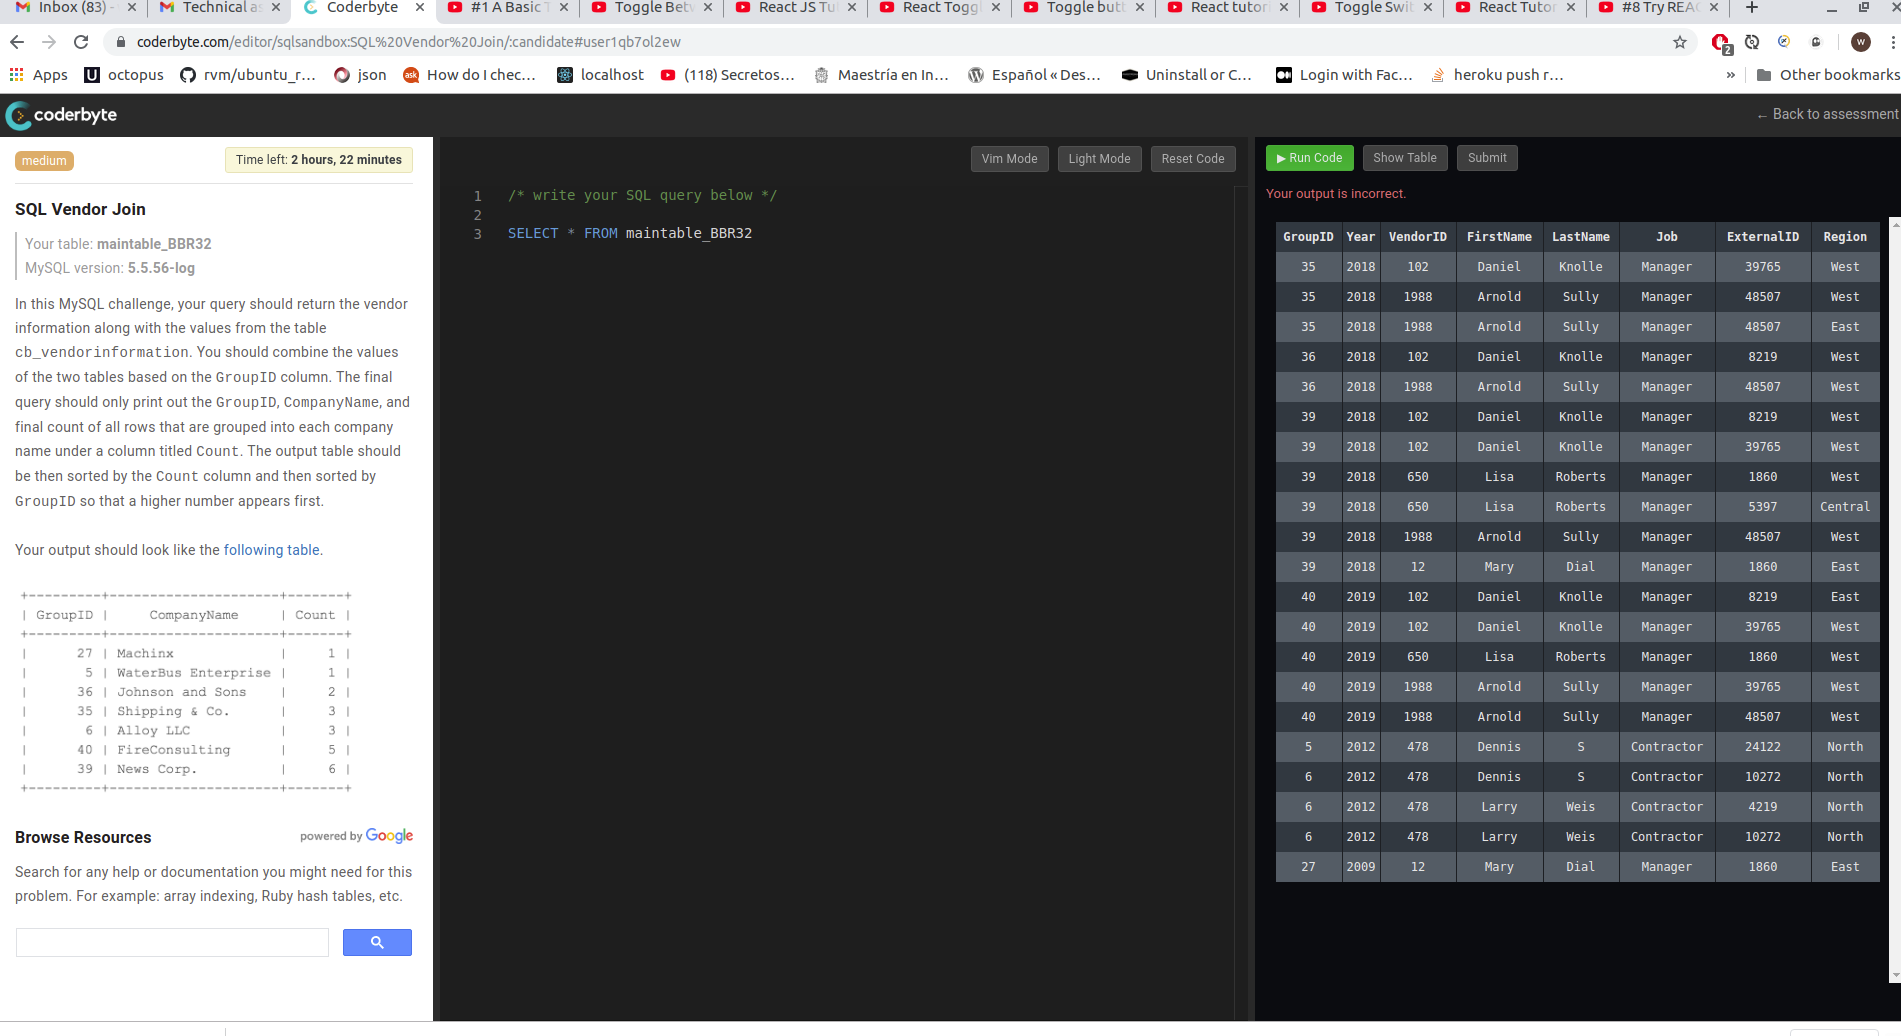 Inbox (83) -
Technical as
Coderbyte
#1 A Basic T
Toggle Bet
React JS Tu
React Toggl
Toggle butt
React tutori
Toggle Swit
React Tutor
#8 Try REAC
coderbyte.com/editor/sqlsandbox:SQL%20Vendor%20Join/:candidate#user1qb7ol2ew
2
W
Apps
U octopus
rvm/ubuntu_r...
json
ask How do I chec...
localhost
(118) Secretos...
Maestría en In...
Español « Des...
Uninstall or C...
Login with Fac...
heroku push r...
»
Other bookmarks
coderbyte
← Back to assessment
medium
Time left: 2 hours, 22 minutes
SQL Vendor Join
Your table: maintable_BBR32
MySQL version: 5.5.56-log
In this MySQL challenge, your query should return the vendor
information along with the values from the table
cb_vendorinformation. You should combine the values
of the two tables based on the GroupID column. The final
query should only print out the GroupID, CompanyName, and
final count of all rows that are grouped into each company
name under a column titled Count. The output table should
be then sorted by the Count column and then sorted by
GroupID so that a higher number appears first.
Your output should look like the following table.
+---------+--------------------+-------+
| GroupID | CompanyName | Count |
+---------+--------------------+-------+
| 27 | Machinx | 1 |
| 5 | WaterBus Enterprise | 1 |
| 36 | Johnson and Sons | 2 |
| 35 | Shipping & Co. | 3 |
| 6 | Alloy LLC | 3 |
| 40 | FireConsulting | 5 |
| 39 | News Corp. | 6 |
+---------+--------------------+-------+
Browse Resources
powered by Google
Search for any help or documentation you might need for this
problem. For example: array indexing, Ruby hash tables, etc.
Vim Mode
Light Mode
Reset Code
1 /* write your SQL query below */
2
3 SELECT * FROM maintable_BBR32
▶ Run Code
Show Table
Submit
Your output is incorrect.
GroupID Year VendorID FirstName LastName Job ExternalID Region
35 2018 102 Daniel Knolle Manager 39765 West
35 2018 1988 Arnold Sully Manager 48507 West
35 2018 1988 Arnold Sully Manager 48507 East
36 2018 102 Daniel Knolle Manager 8219 West
36 2018 1988 Arnold Sully Manager 48507 West
39 2018 102 Daniel Knolle Manager 8219 West
39 2018 102 Daniel Knolle Manager 39765 West
39 2018 650 Lisa Roberts Manager 1860 West
39 2018 650 Lisa Roberts Manager 5397 Central
39 2018 1988 Arnold Sully Manager 48507 West
39 2018 12 Mary Dial Manager 1860 East
40 2019 102 Daniel Knolle Manager 8219 East
40 2019 102 Daniel Knolle Manager 39765 West
40 2019 650 Lisa Roberts Manager 1860 West
40 2019 1988 Arnold Sully Manager 39765 West
40 2019 1988 Arnold Sully Manager 48507 West
5 2012 478 Dennis S Contractor 24122 North
6 2012 478 Dennis S Contractor 10272 North
6 2012 478 Larry Weis Contractor 4219 North
6 2012 478 Larry Weis Contractor 10272 North
27 2009 12 Mary Dial Manager 1860 East